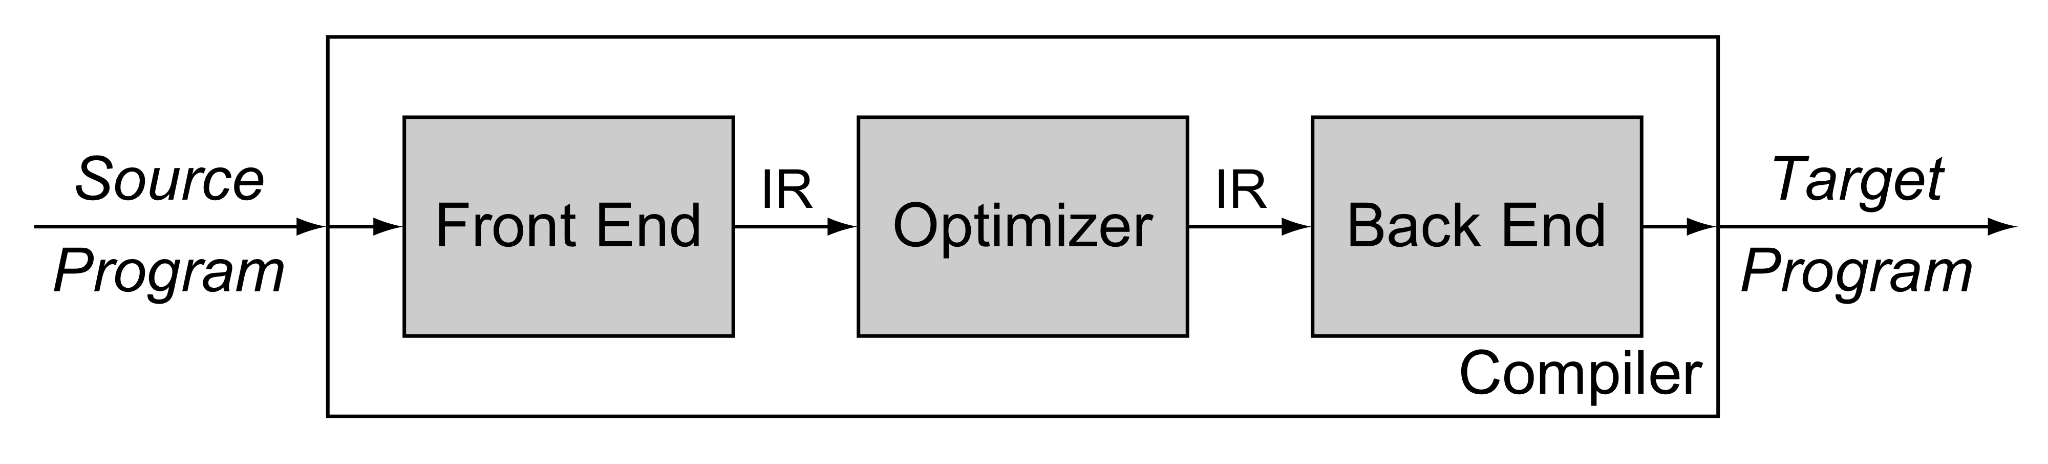 Source
Program
Front End
IR
Optimizer
IR
Back End
Target
Program
Compiler